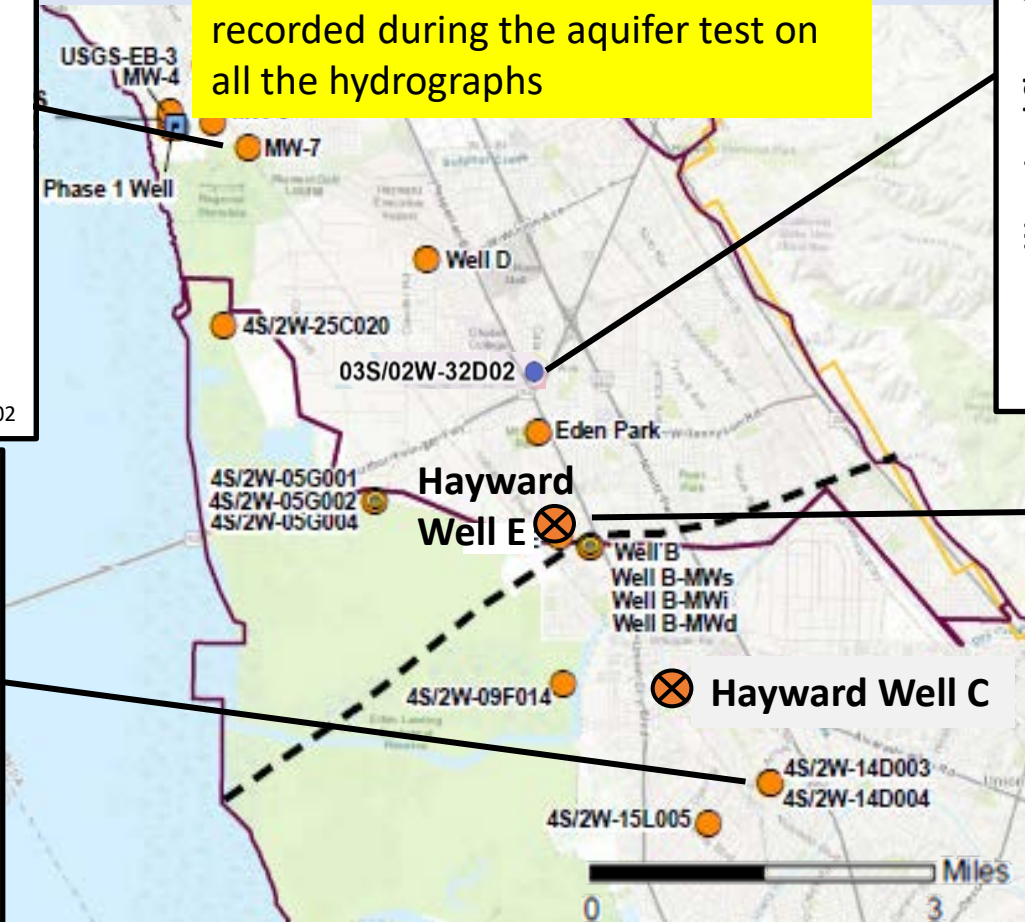 recorded during the aquifer test on
all the hydrographs
USGS-EB-3
MW-4
S
MW-7
Phase 1 Well
Well D
4S/2W-25C020
03S/02W-32D02
02
Eden Park
4S/2W-05G001
4S/2W-05G002
4S/2W-05G004
Hayward
Well E
Well B
Well B-MWs
Well B-MWi
Well B-MWd
4S/2W-09F014
Hayward Well C
4S/2W-14D003
4S/2W-14D004
4S/2W-15L005
Miles
0
3